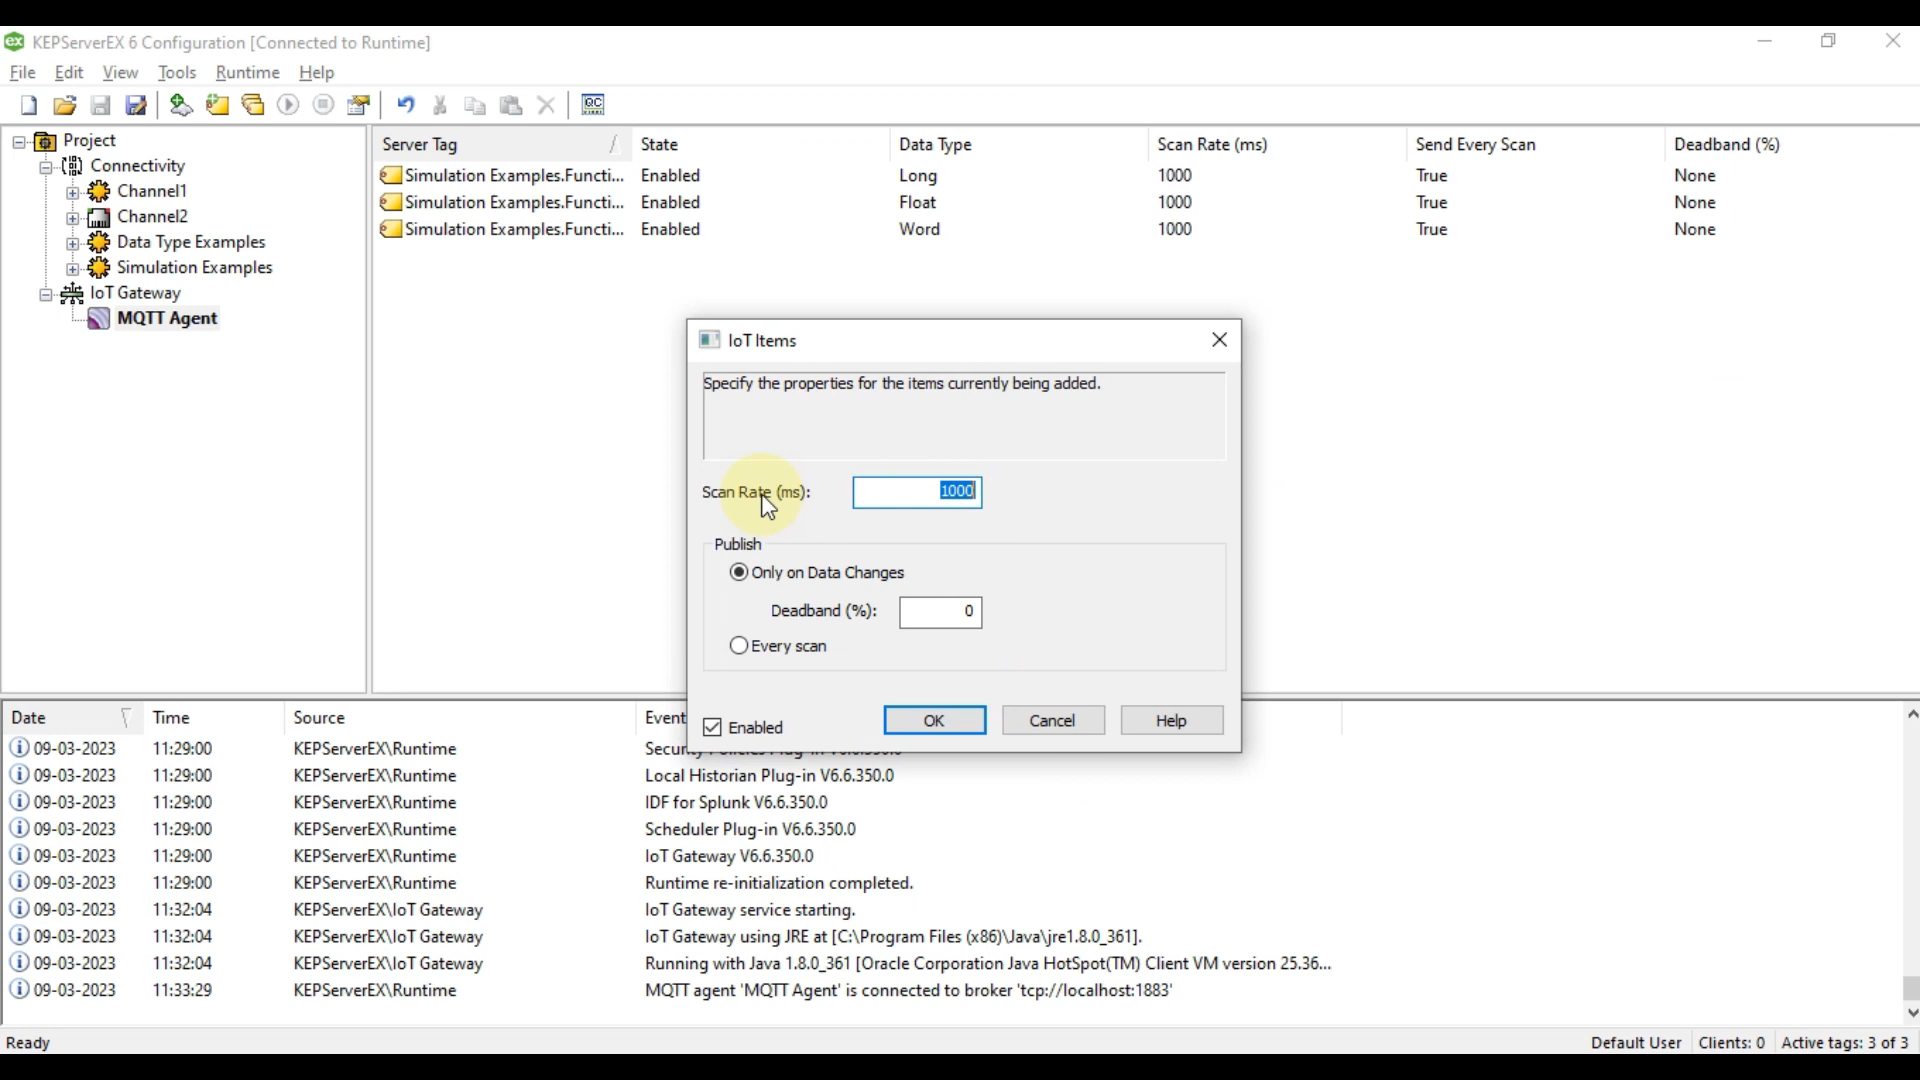 KEPServerEX 6 Configuration [Connected to Runtime]
File Edit View Tools Runtime Help
QC
Project
Connectivity
Channel1
Channel2
Data Type Examples
Simulation Examples
IoT Gateway
MQTT Agent
Server Tag State Data Type Scan Rate (ms) Send Every Scan Deadband (%)
Simulation Examples.Functi... Enabled Long 1000 True None
Simulation Examples.Functi... Enabled Float 1000 True None
Simulation Examples.Functi... Enabled Word 1000 True None
IoT Items
Specify the properties for the items currently being added.
Scan Rate (ms): 1000
Publish
Only on Data Changes
Deadband (%): 0
Every scan
Enabled OK Cancel Help
Date Time Source Event
09-03-2023 11:29:00 KEPServerEX\Runtime
09-03-2023 11:29:00 KEPServerEX\Runtime Local Historian Plug-in V6.6.350.0
09-03-2023 11:29:00 KEPServerEX\Runtime IDF for Splunk V6.6.350.0
09-03-2023 11:29:00 KEPServerEX\Runtime Scheduler Plug-in V6.6.350.0
09-03-2023 11:29:00 KEPServerEX\Runtime IoT Gateway V6.6.350.0
09-03-2023 11:29:00 KEPServerEX\Runtime Runtime re-initialization completed.
09-03-2023 11:32:04 KEPServerEX\IoT Gateway IoT Gateway service starting.
09-03-2023 11:32:04 KEPServerEX\IoT Gateway IoT Gateway using JRE at [C:\Program Files (x86)\Java\jre1.8.0_361].
09-03-2023 11:32:04 KEPServerEX\IoT Gateway Running with Java 1.8.0_361 [Oracle Corporation Java HotSpot(TM) Client VM version 25.36...
09-03-2023 11:33:29 KEPServerEX\Runtime MQTT agent 'MQTT Agent' is connected to broker 'tcp://localhost:1883'
Ready Default User Clients: 0 Active tags: 3 of 3